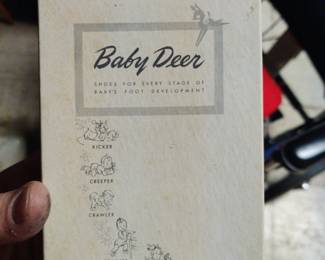 Baby Deer
SHOES FOR EVERY STAGE OF
BABY'S FOOT DEVELOPMENT
KICKER
CREEPER
CRAWLER